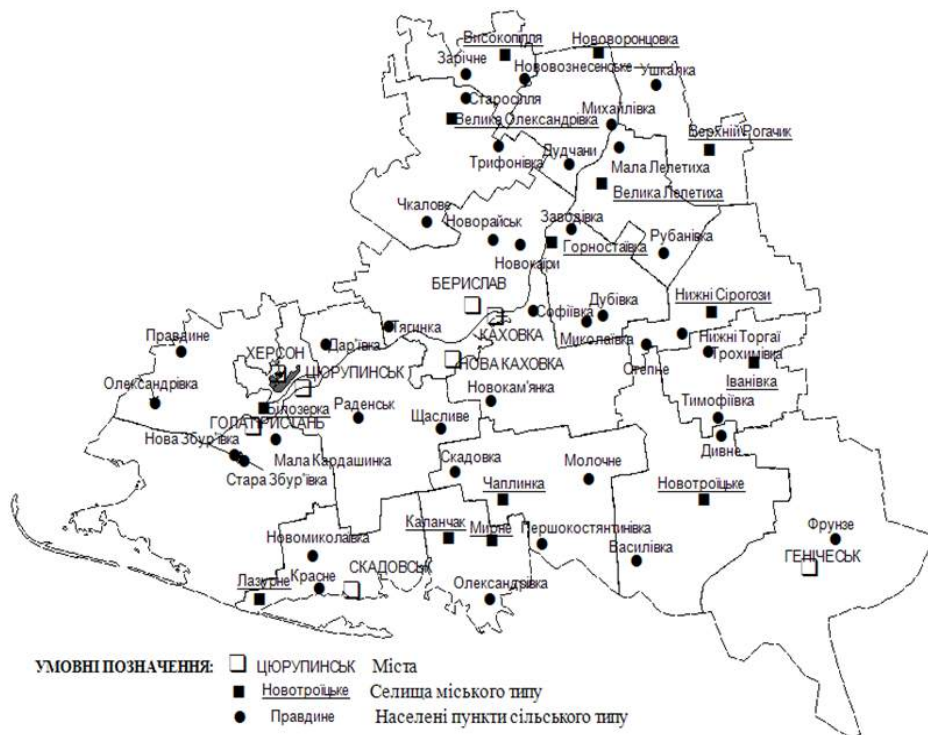 Високопілля
Нововоронцовка
Зарічне
Нововознесенське
Ушкалка
Старосілля
Михайлівка
Велика Олександрівка
Верхній Рогачик
Трифонівка
Дудчани
Мала Лепетиха
Велика Лепетиха
Чкалове
Новорайськ
Заводівка
Рубанівка
Горностаївка
Новокаїри
БЕРИСЛАВ
Нижні Сірогози
Софіївка
Дубівка
Тягинка
КАХОВКА
Миколаївка
Правдине
Дар'ївка
Нижні Торгаї
ХЕРСОН
НОВА КАХОВКА
Степне
Трохимівка
ЦЮРУПИНСЬК
Іванівка
Олександрівка
Новокам'янка
Білозерка
Раденськ
Тимофіївка
ГОЛА ПРИСТАНЬ
Щасливе
Нова Збур'ївка
Дивне
Мала Кардашинка
Скадовка
Молочне
Стара Збур'ївка
Чаплинка
Новотроїцьке
Каланчак
Мирне
Першокостянтинівка
Фрунзе
Новомиколаївка
Василівка
ГЕНІЧЕСЬК
Лазурне
Красне
СКАДОВСЬК
Олександрівка
УМОВНІ ПОЗНАЧЕННЯ: ЦЮРУПИНСЬК Міста
Новотроїцьке Селища міського типу
Правдине Населені пункти сільського типу